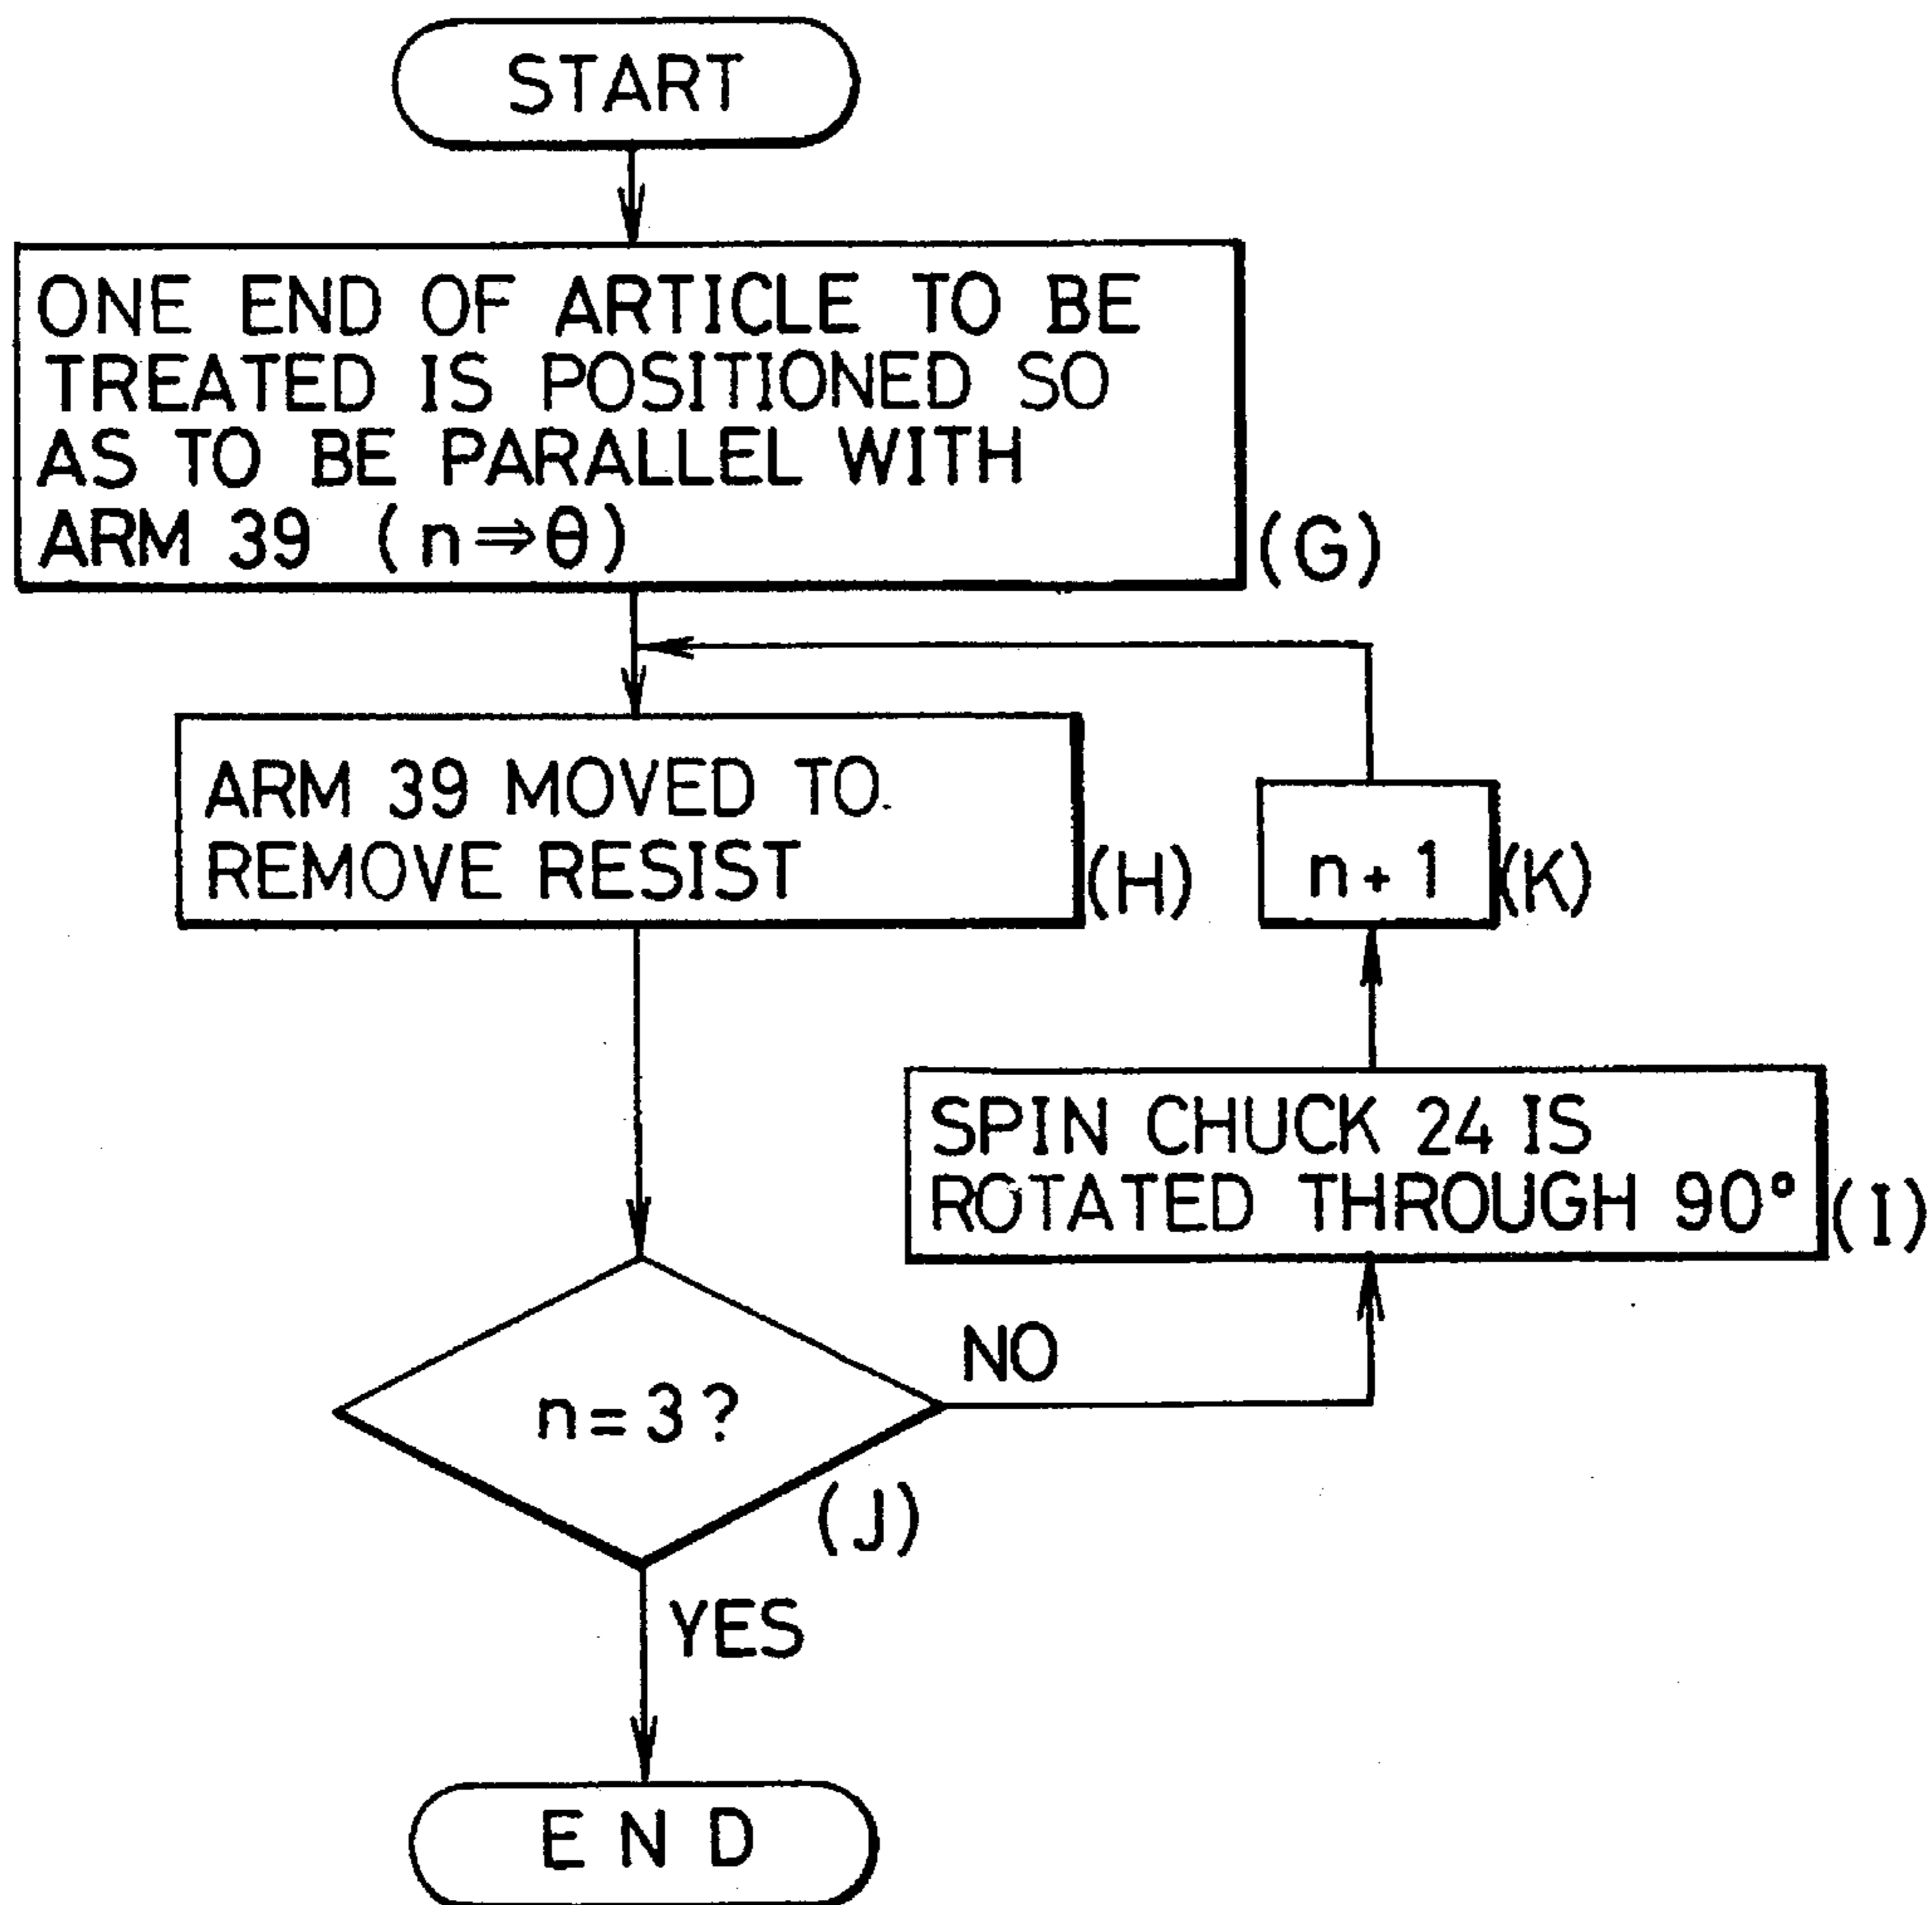 START
ONE END OF ARTICLE TO BE
TREATED IS POSITIONED SO
AS TO BE PARALLEL WITH
ARM 39 (n⇒θ)
(G)
ARM 39 MOVED TO
REMOVE RESIST
(H)
n+1
(K)
SPIN CHUCK 24 IS
ROTATED THROUGH 90°
(I)
n=3?
NO
(J)
YES
END